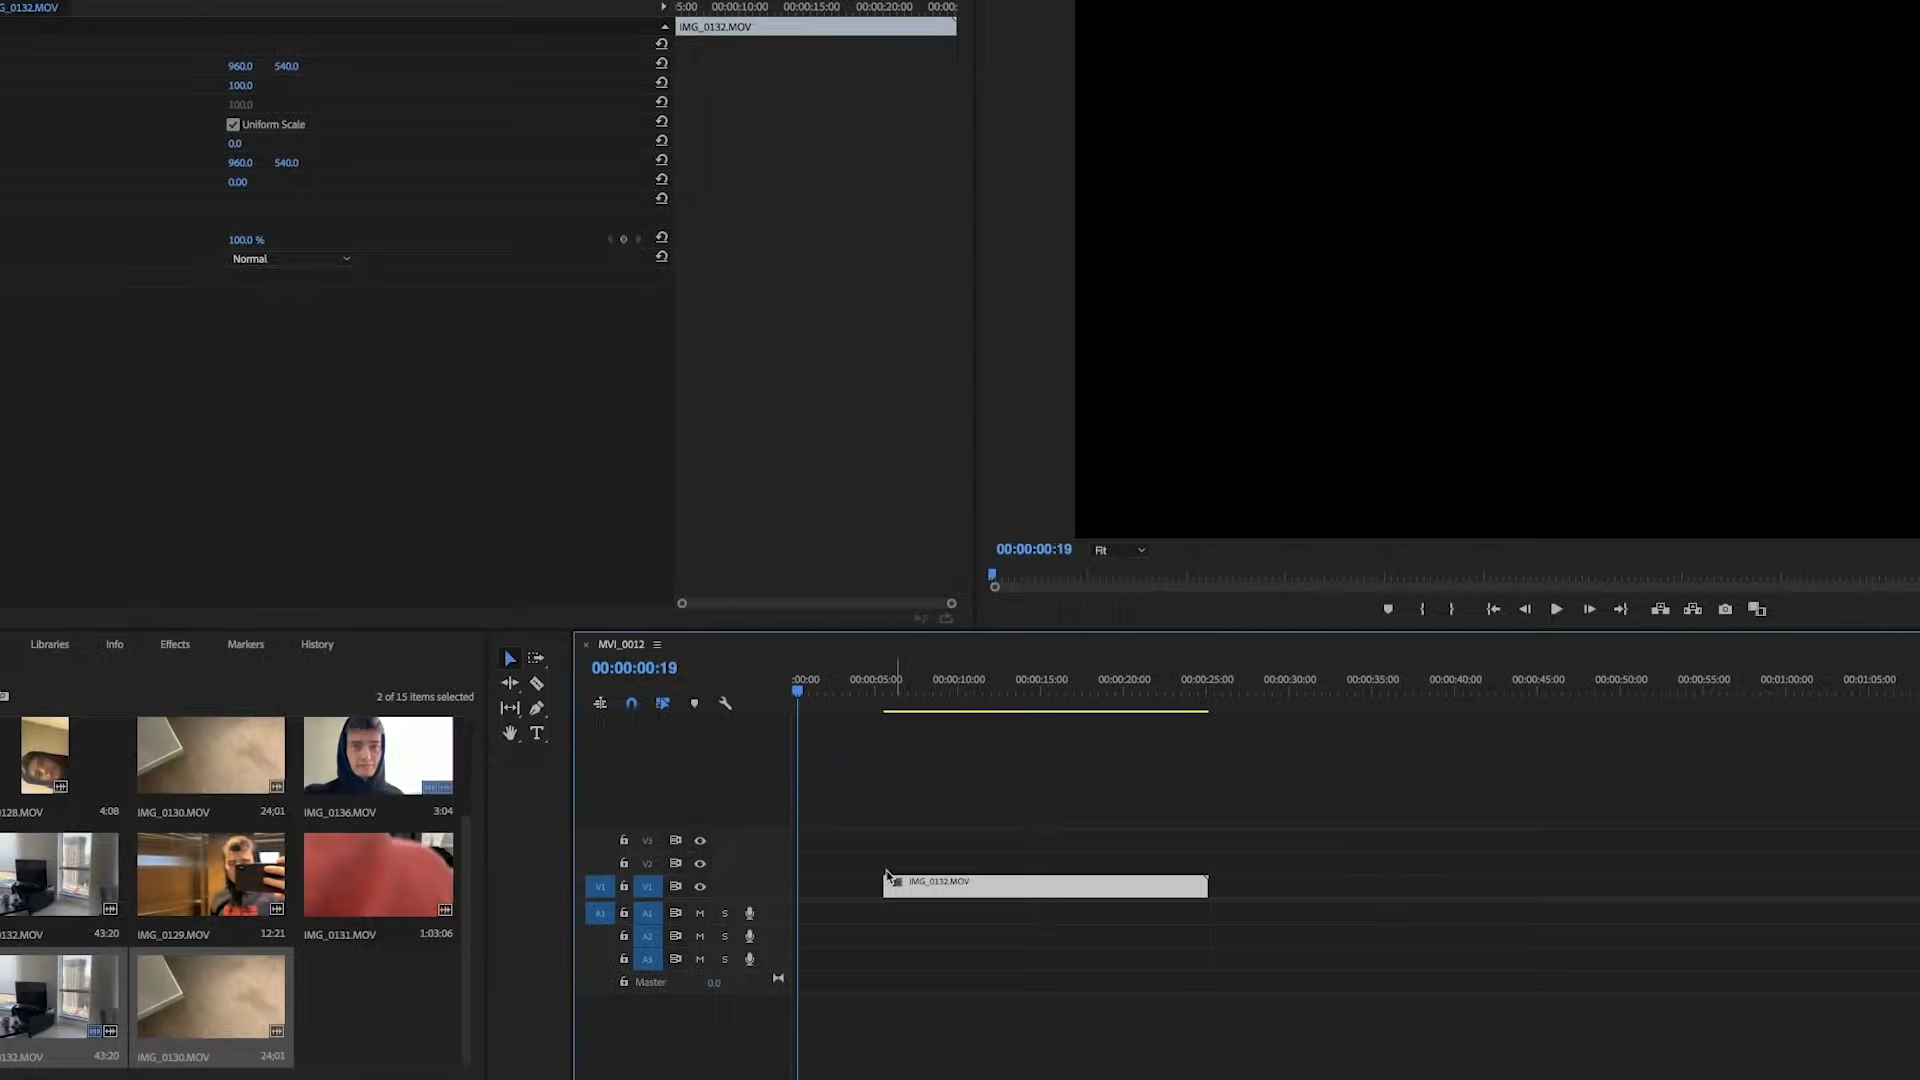 G_0132.MOV
:5:00 00:00:10:00 00:00:15:00 00:00:20:00 00:00:
IMG_0132.MOV
960.0 540.0
100.0
100.0
Uniform Scale
0.0
960.0 540.0
0.00
100.0 %
Normal
00:00:00:19 Fit
Libraries Info Effects Markers History
2 of 15 items selected
128.MOV 4:08 IMG_0130.MOV 24;01 IMG_0136.MOV 3:04
132.MOV 43:20 IMG_0129.MOV 12:21 IMG_0131.MOV 1:03:06
132.MOV 43:20 IMG_0130.MOV 24;01
MVI_0012
00:00:00:19
:00:00 00:00:05:00 00:00:10:00 00:00:15:00 00:00:20:00 00:00:25:00 00:00:30:00 00:00:35:00 00:00:40:00 00:00:45:00 00:00:50:00 00:00:55:00 00:01:00:00 00:01:05:00
V3
V2
V1 V1 IMG_0132.MOV
A1 A1 M S
A2 M S
A3 M S
Master 0.0